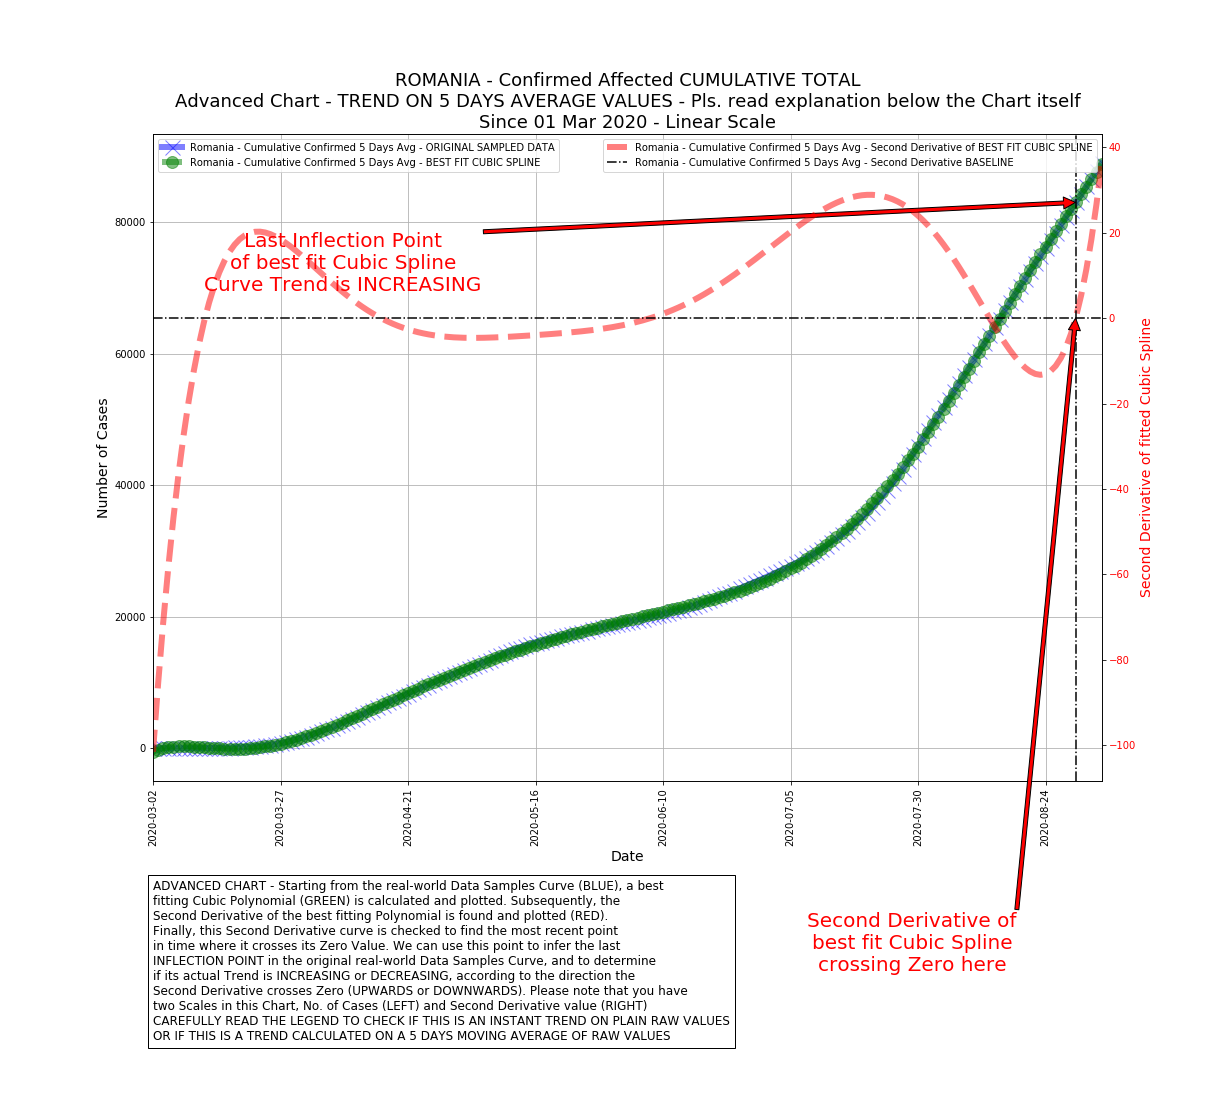 ROMANIA - Confirmed Affected CUMULATIVE TOTAL
Advanced Chart - TREND ON 5 DAYS AVERAGE VALUES - Pls. read explanation below the Chart itself
Since 01 Mar 2020 - Linear Scale
Romania - Cumulative Confirmed 5 Days Avg - ORIGINAL SAMPLED DATA
Romania - Cumulative Confirmed 5 Days Avg - BEST FIT CUBIC SPLINE
Romania - Cumulative Confirmed 5 Days Avg - Second Derivative of BEST FIT CUBIC SPLINE
Romania - Cumulative Confirmed 5 Days Avg - Second Derivative BASELINE
Last Inflection Point
of best fit Cubic Spline
Curve Trend is INCREASING
Number of Cases
80000
60000
40000
20000
0
40
20
0
−20
−40
−60
−80
−100
Second Derivative of fitted Cubic Spline
2020-03-02
2020-03-27
2020-04-21
2020-05-16
2020-06-10
2020-07-05
2020-07-30
2020-08-24
Date
ADVANCED CHART - Starting from the real-world Data Samples Curve (BLUE), a best
fitting Cubic Polynomial (GREEN) is calculated and plotted. Subsequently, the
Second Derivative of the best fitting Polynomial is found and plotted (RED).
Finally, this Second Derivative curve is checked to find the most recent point
in time where it crosses its Zero Value. We can use this point to infer the last
INFLECTION POINT in the original real-world Data Samples Curve, and to determine
if its actual Trend is INCREASING or DECREASING, according to the direction the
Second Derivative crosses Zero (UPWARDS or DOWNWARDS). Please note that you have
two Scales in this Chart, No. of Cases (LEFT) and Second Derivative value (RIGHT)
CAREFULLY READ THE LEGEND TO CHECK IF THIS IS AN INSTANT TREND ON PLAIN RAW VALUES
OR IF THIS IS A TREND CALCULATED ON A 5 DAYS MOVING AVERAGE OF RAW VALUES
Second Derivative of
best fit Cubic Spline
crossing Zero here